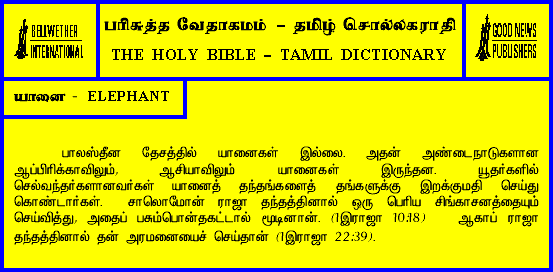 BELLWETHER
INTERNATIONAL
பரிசுத்த வேதாகமம் – தமிழ் சொல்லகராதி
THE HOLY BIBLE – TAMIL DICTIONARY
GOOD NEWS
PUBLISHERS
யானை - ELEPHANT
பாலஸ்தீன தேசத்தில் யானைகள் இல்லை. அதன் அண்டைநாடுகளான
ஆப்பிரிக்காவிலும், ஆசியாவிலும் யானைகள் இருந்தன. யூதர்களில்
செல்வந்தர்களானவர்கள் யானைத் தந்தங்களைத் தங்களுக்கு இறக்குமதி செய்து
கொண்டார்கள். சாலொமோன் ராஜா தந்தத்தினால் ஒரு பெரிய சிங்காசனத்தையும்
செய்வித்து, அதைப் பசும்பொன்தகட்டால் மூடினான். (1இராஜா 10:18) ஆகாப் ராஜா
தந்தத்தினால் தன் அரமனையைச் செய்தான் (1இராஜா 22:39).